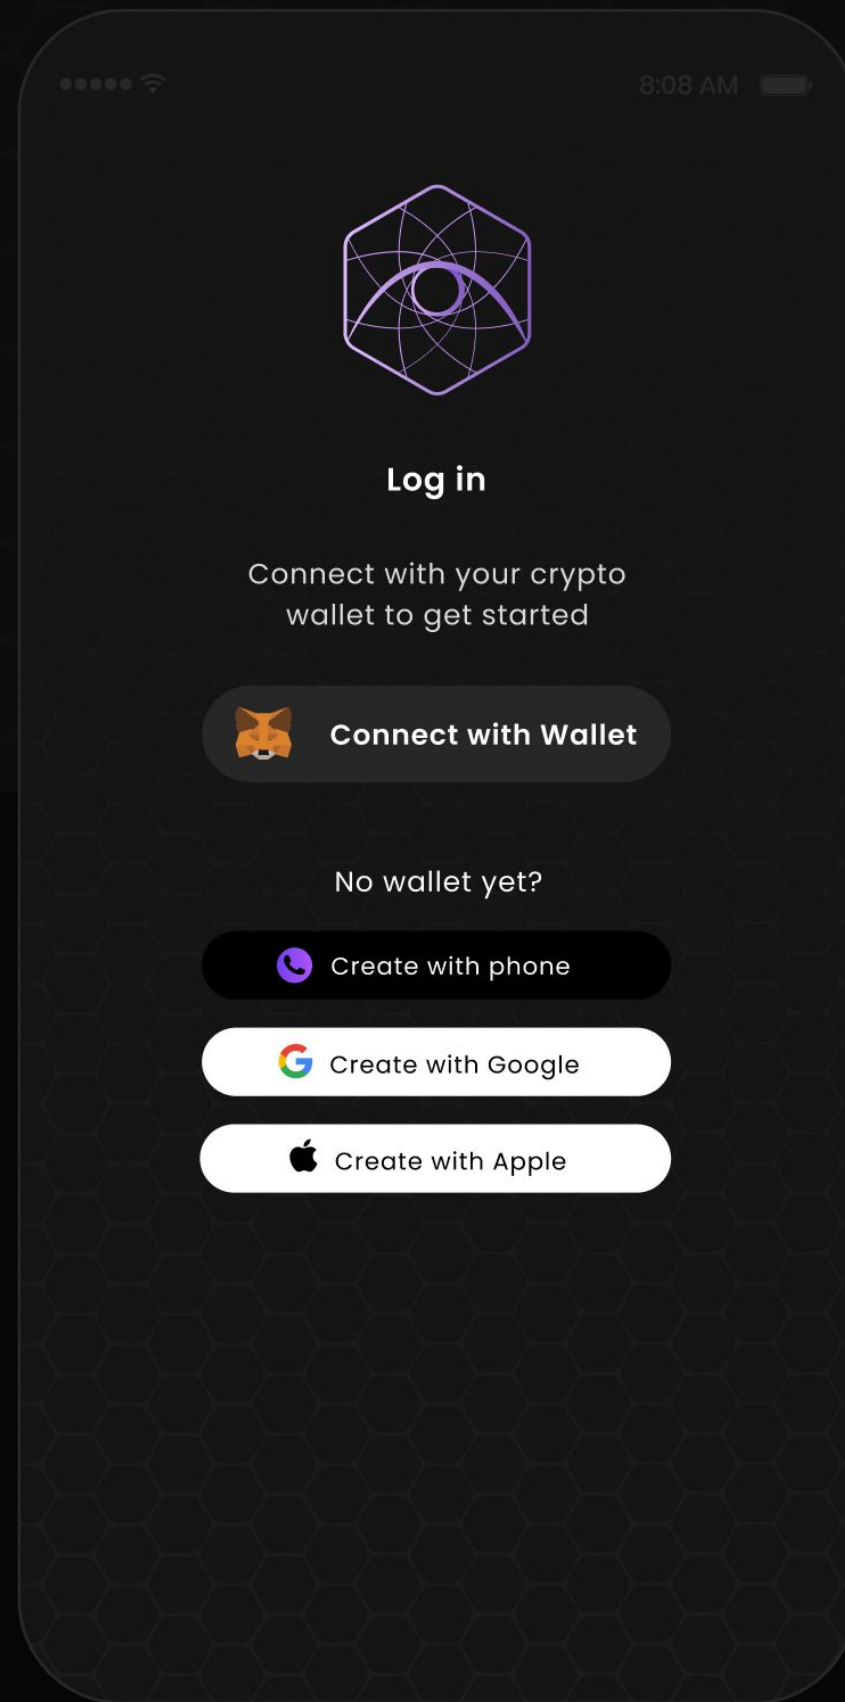 8:08 AM
Log in
Connect with your crypto
wallet to get started
Connect with Wallet
No wallet yet?
Create with phone
Create with Google
Create with Apple